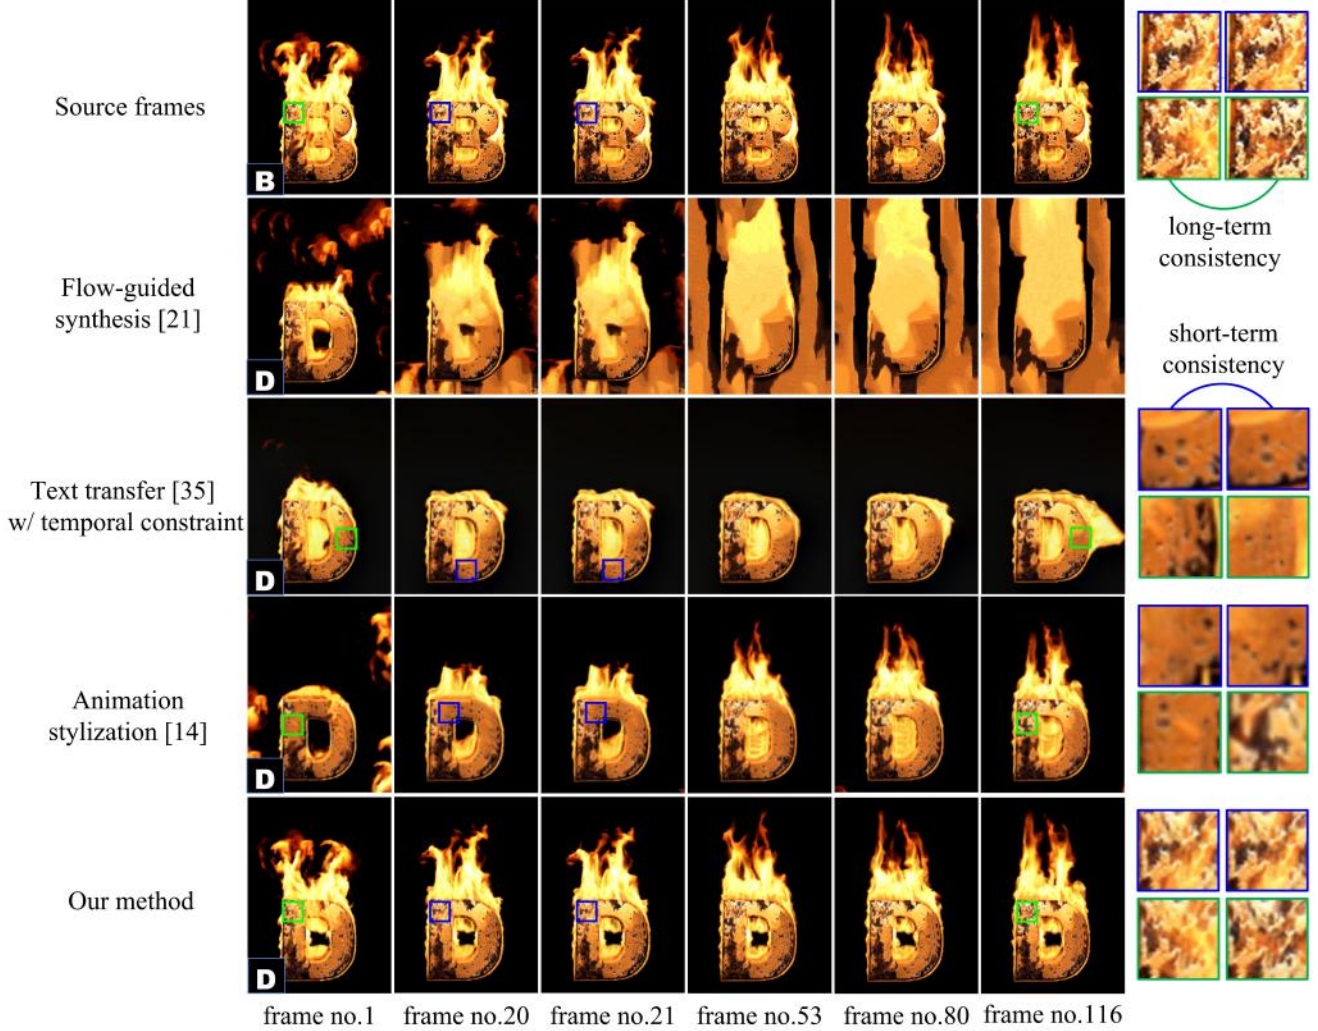 Source frames
B
long-term
consistency
Flow-guided
synthesis [21]
D
short-term
consistency
Text transfer [35]
w/ temporal constraint
D
Animation
stylization [14]
D
Our method
D
frame no.1 frame no.20 frame no.21 frame no.53 frame no.80 frame no.116